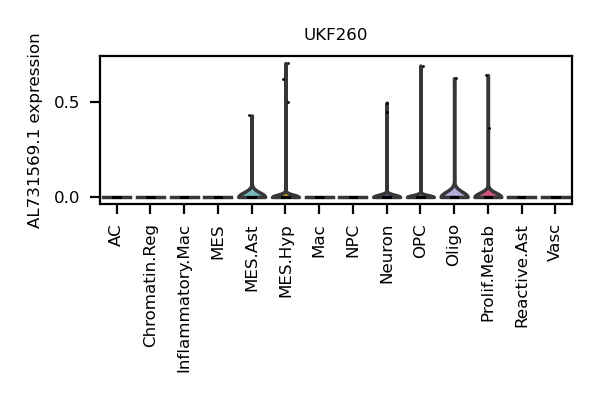 UKF260
AL731569.1 expression
0.5
0.0
AC
Chromatin.Reg
Inflammatory.Mac
MES
MES.Ast
MES.Hyp
Mac
NPC
Neuron
OPC
Oligo
Prolif.Metab
Reactive.Ast
Vasc